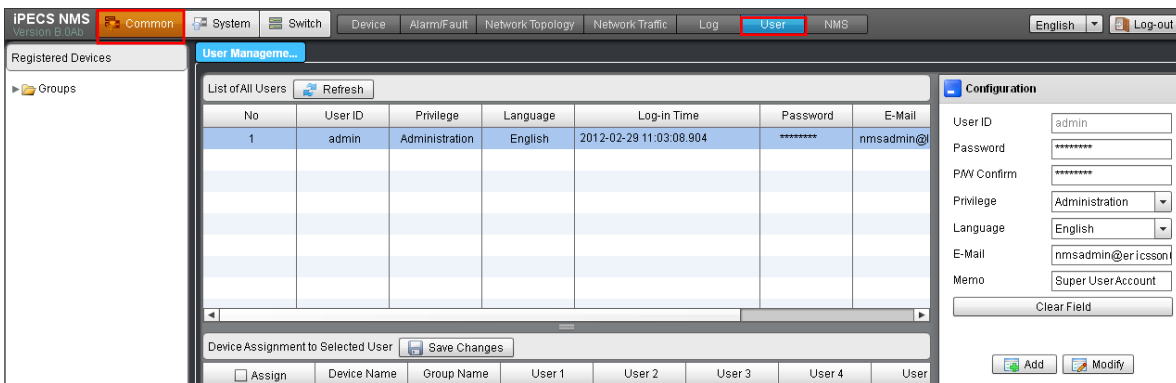 iPECS NMS
Version B.0Ab
Common
System
Switch
Device
Alarm/Fault
Network Topology
Network Traffic
Log
User
NMS
English
Log-out
Registered Devices
Groups
User Manageme...
List of All Users
Refresh
No User ID Privilege Language Log-in Time Password E-Mail
1 admin Administration English 2012-02-29 11:03:08.904 ******** nmsadmin@
Device Assignment to Selected User
Save Changes
Assign Device Name Group Name User 1 User 2 User 3 User 4 User
Configuration
User ID admin
Password ********
P/W Confirm ********
Privilege Administration
Language English
E-Mail nmsadmin@ericsson
Memo Super UserAccount
Clear Field
Add
Modify